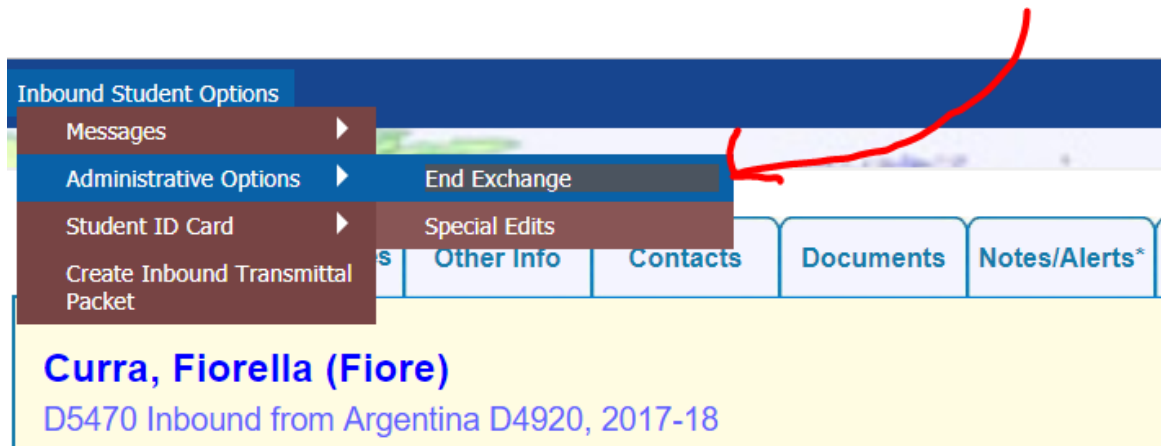 Inbound Student Options
Messages
Administrative Options
End Exchange
Student ID Card
Special Edits
Create Inbound Transmittal
Packet
Other Info
Contacts
Documents
Notes/Alerts*
Curra, Fiorella (Fiore)
D5470 Inbound from Argentina D4920, 2017-18